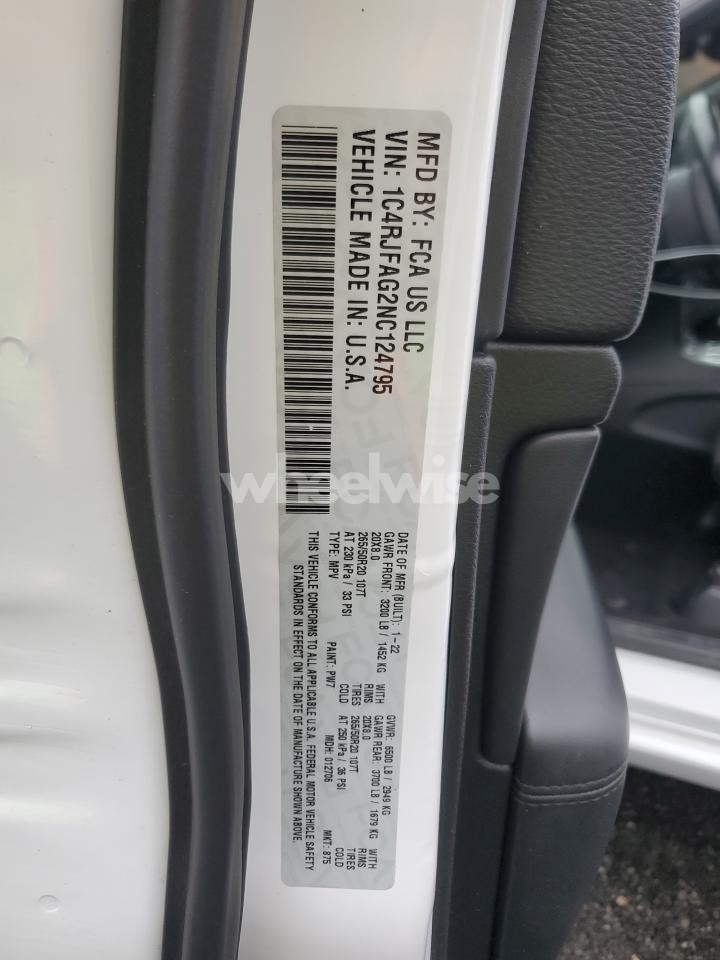 MFD BY: FCA US LLC
VIN: 1C4RJFAG2NC124795
VEHICLE MADE IN: U.S.A.
DATE OF MFR (BUILT): 1-22 GVWR: 6500 LB / 2949 KG
GAWR FRONT: 3200 LB / 1452 KG WITH GAWR REAR: 3700 LB / 1679 KG WITH
20X8.0 RIMS 20X8.0 RIMS
265/50R20 107T TIRES 265/50R20 107T TIRES
AT 230 kPa / 33 PSI COLD AT 250 kPa / 36 PSI COLD
TYPE: MPV PAINT: PW7 MDH: 012706 MKT: 875
THIS VEHICLE CONFORMS TO ALL APPLICABLE U.S.A. FEDERAL MOTOR VEHICLE SAFETY
STANDARDS IN EFFECT ON THE DATE OF MANUFACTURE SHOWN ABOVE.
wheelwise